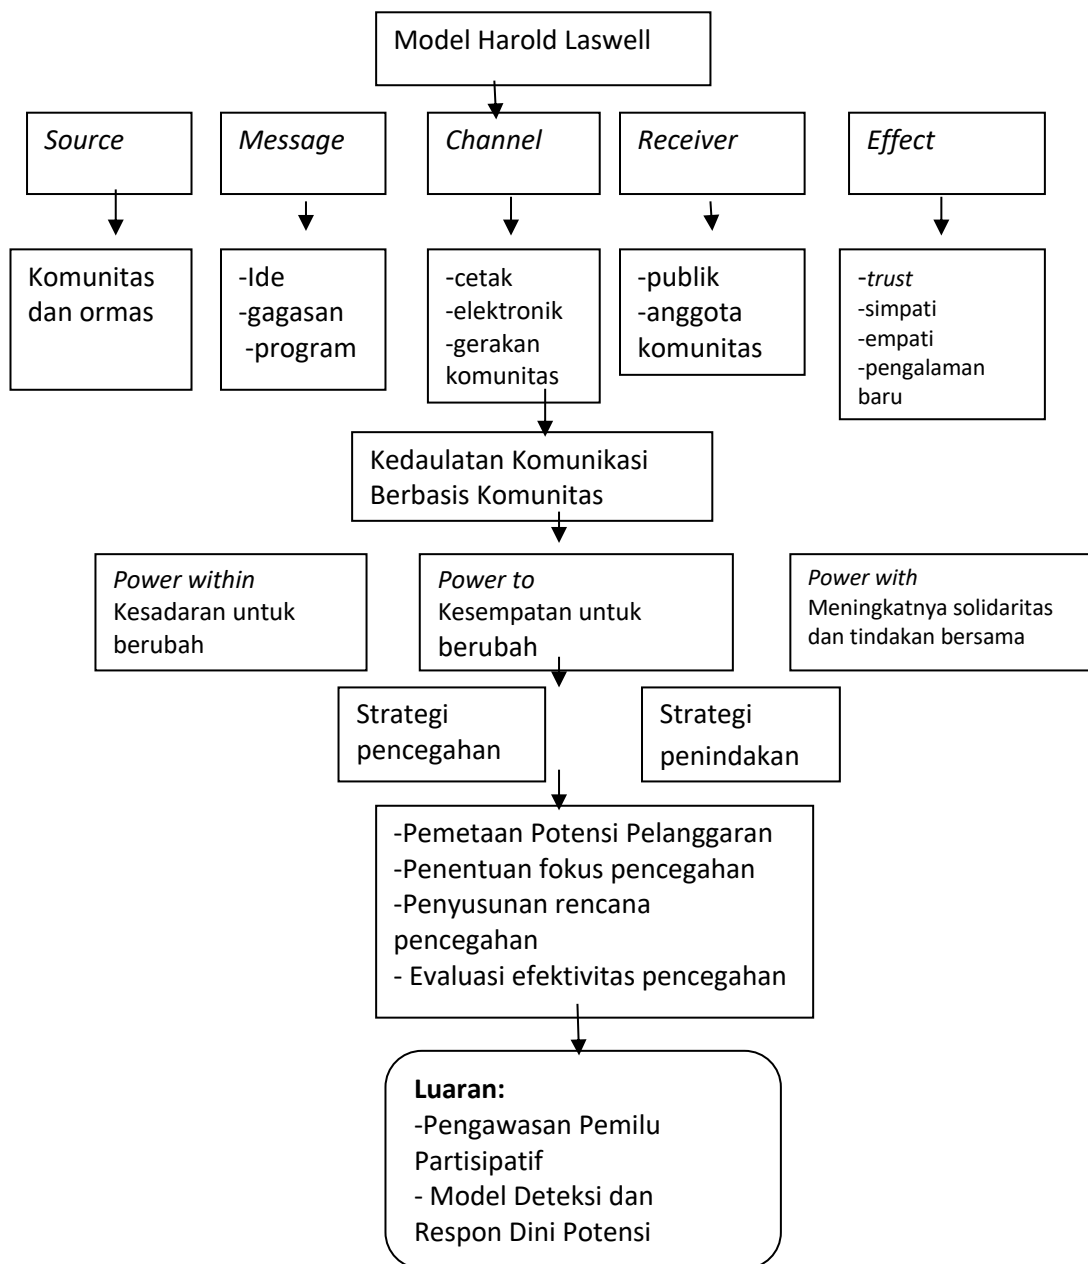 Model Harold Laswell
Source
Message
Channel
Receiver
Effect
Komunitas
dan ormas
-Ide
-gagasan
-program
-cetak
-elektronik
-gerakan
komunitas
-publik
-anggota
komunitas
-trust
-simpati
-empati
-pengalaman
baru
Kedaulatan Komunikasi
Berbasis Komunitas
Power within
Kesadaran untuk
berubah
Power to
Kesempatan untuk
berubah
Power with
Meningkatnya solidaritas
dan tindakan bersama
Strategi
pencegahan
Strategi
penindakan
-Pemetaan Potensi Pelanggaran
-Penentuan fokus pencegahan
-Penyusunan rencana
pencegahan
- Evaluasi efektivitas pencegahan
Luaran:
-Pengawasan Pemilu
Partisipatif
- Model Deteksi dan
Respon Dini Potensi